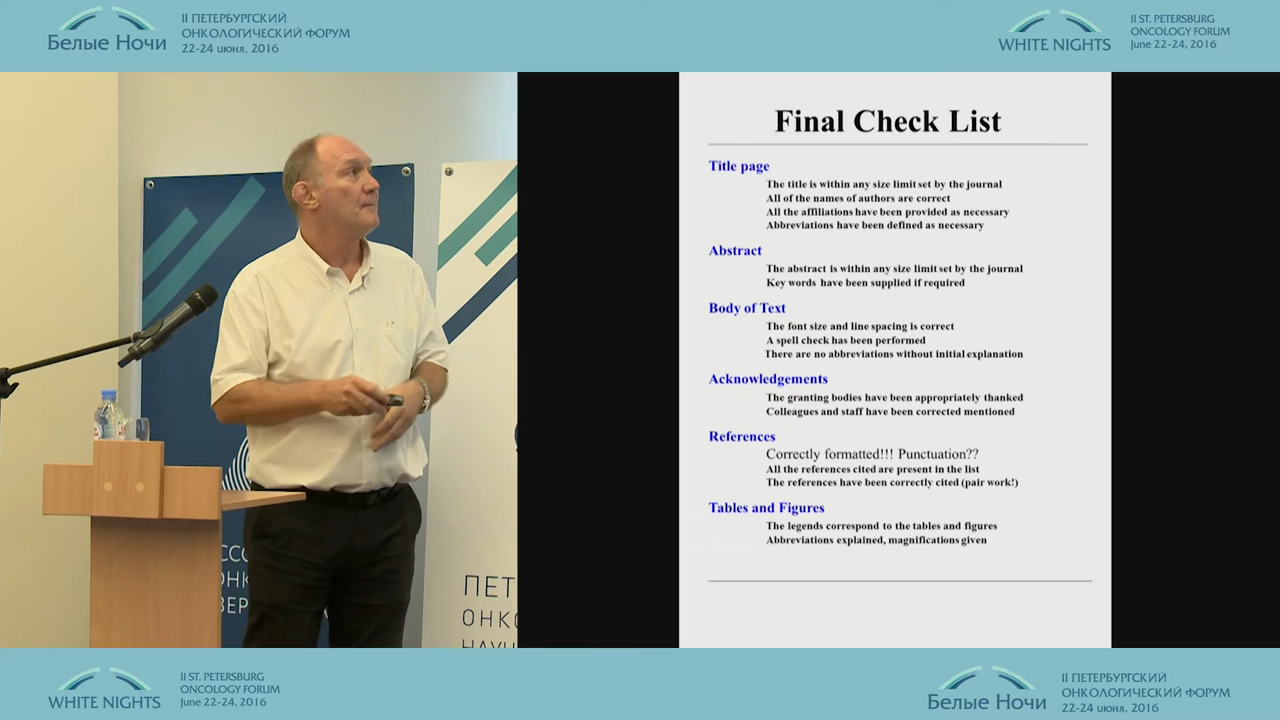 Белые Ночи
II ПЕТЕРБУРГСКИЙ
ОНКОЛОГИЧЕСКИЙ ФОРУМ
22-24 июня, 2016
WHITE NIGHTS
II ST. PETERSBURG
ONCOLOGY FORUM
June 22-24, 2016
Final Check List
Title page
The title is within any size limit set by the journal
All of the names of authors are correct
All the affiliations have been provided as necessary
Abbreviations have been defined as necessary
Abstract
The abstract is within any size limit set by the journal
Key words have been supplied if required
Body of Text
The font size and line spacing is correct
A spell check has been performed
There are no abbreviations without initial explanation
Acknowledgements
The granting bodies have been appropriately thanked
Colleagues and staff have been corrected mentioned
References
Correctly formatted!!! Punctuation??
All the references cited are present in the list
The references have been correctly cited (pair work!)
Tables and Figures
The legends correspond to the tables and figures
Abbreviations explained, magnifications given
ПЕТ
ОНКО
НАУЧ
WHITE NIGHTS
II ST. PETERSBURG
ONCOLOGY FORUM
June 22-24, 2016
Белые Ночи
II ПЕТЕРБУРГСКИЙ
ОНКОЛОГИЧЕСКИЙ ФОРУМ
22-24 июня, 2016